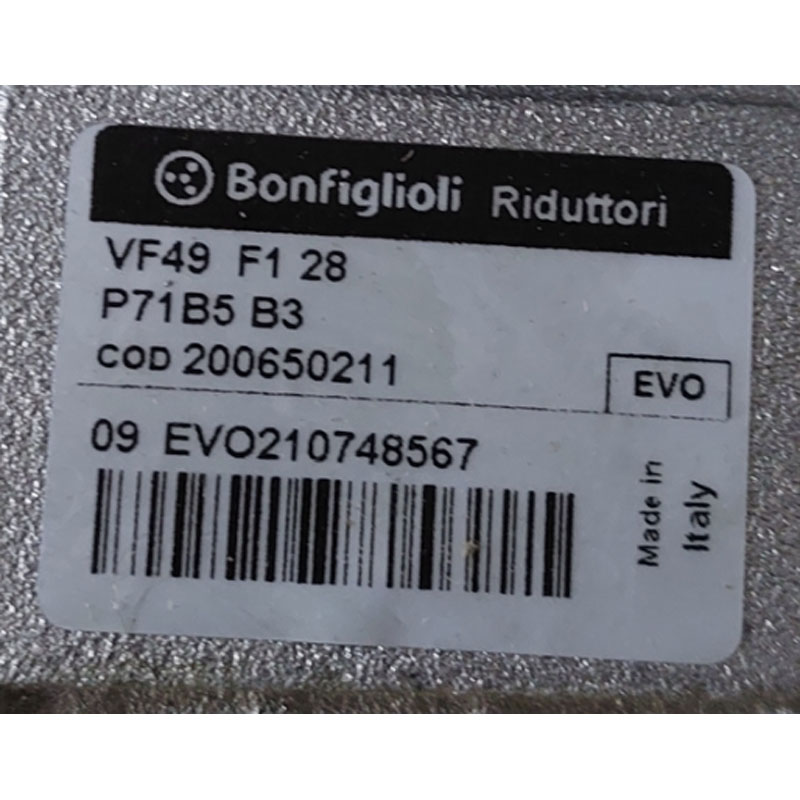 Bonfiglioli Riduttori
VF49 F1 28
P71B5 B3
COD 200650211
EVO
09 EVO210748567
Made in
Italy